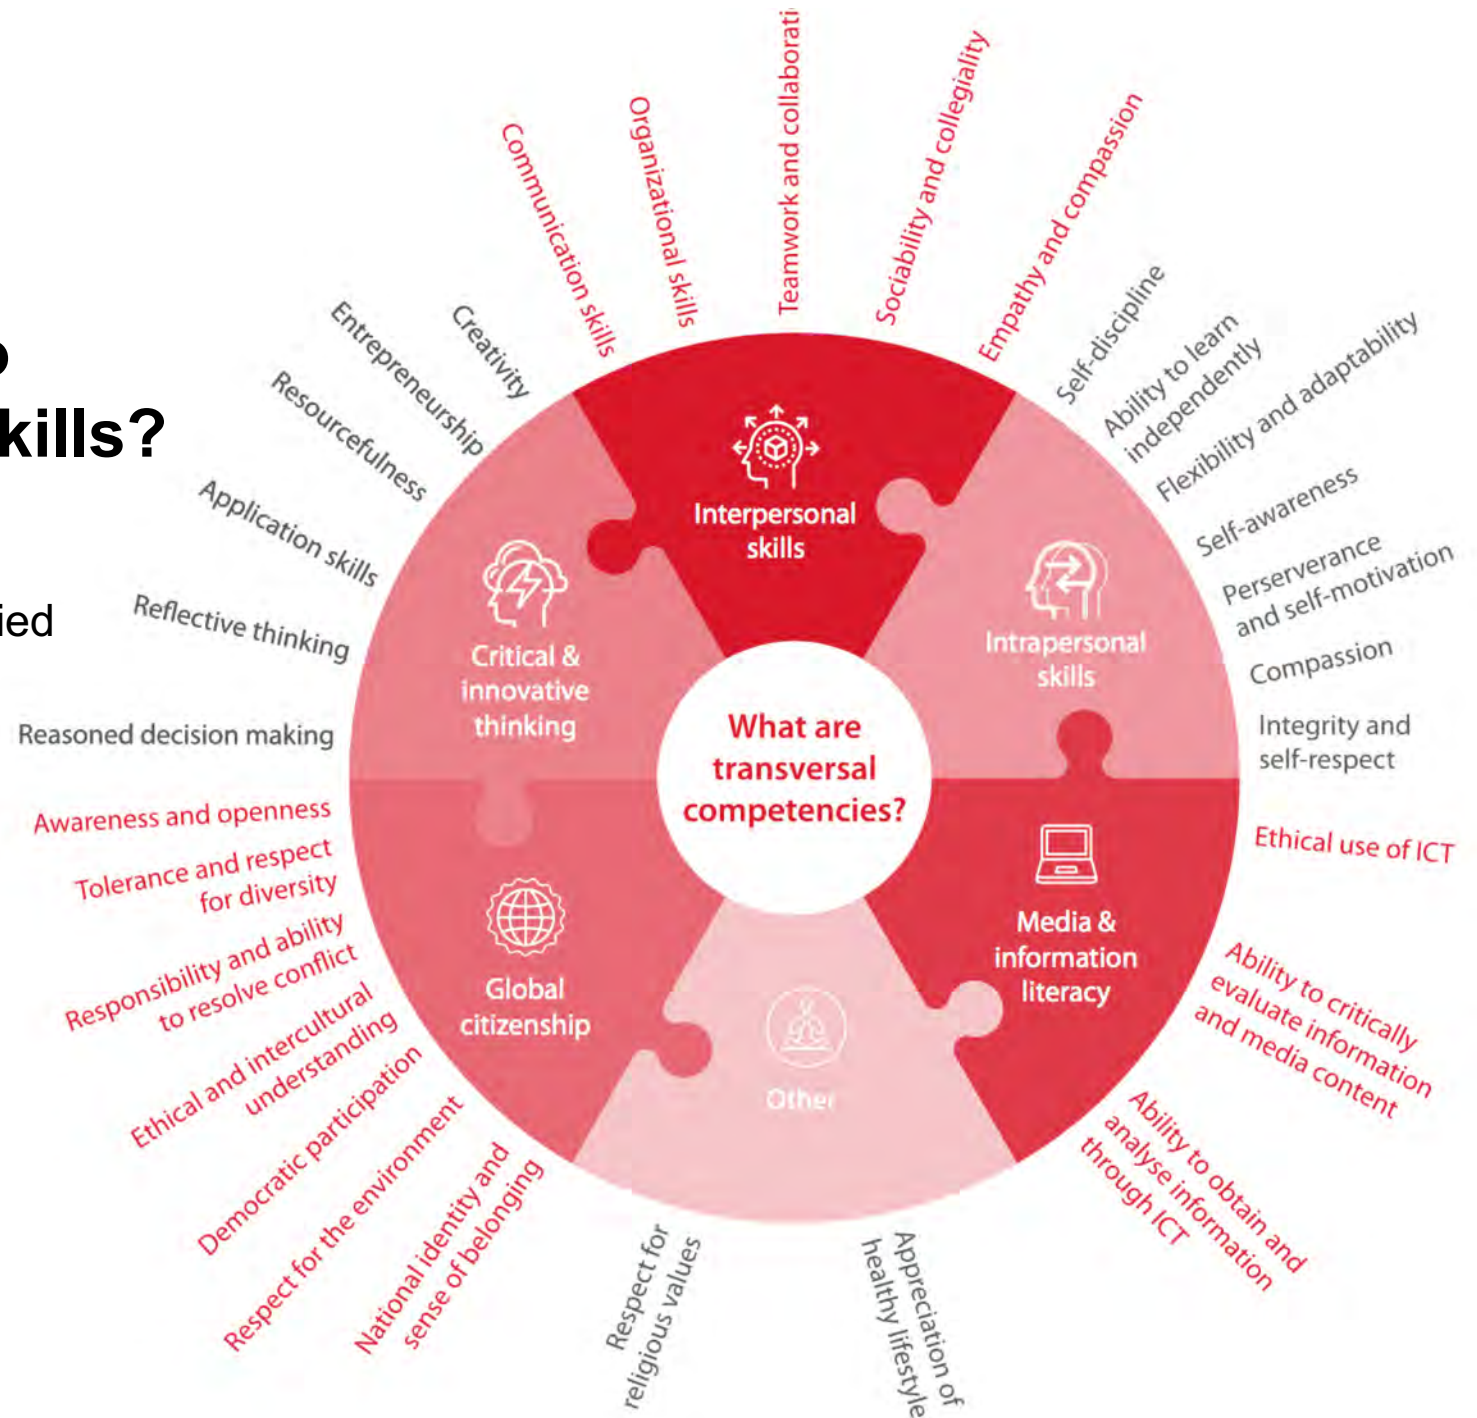 kills?
ied
What are
transversal
competencies?
Interpersonal
skills
Communication skills
Organizational skills
Teamwork and collaborati
Sociability and collegiality
Empathy and compassion
Intrapersonal
skills
Self-discipline
Ability to learn
independently
Flexibility and adaptability
Self-awareness
Perserverance
and self-motivation
Compassion
Integrity and
self-respect
Media &
information
literacy
Ethical use of ICT
Ability to critically
evaluate information
and media content
Ability to obtain and
analyse information
through ICT
Other
Appreciation of
healthy lifestyle
Respect for
religious values
Global
citizenship
National identity and
sense of belonging
Respect for the environment
Democratic participation
Ethical and intercultural
understanding
Responsibility and ability
to resolve conflict
Tolerance and respect
for diversity
Awareness and openness
Critical &
innovative
thinking
Reasoned decision making
Reflective thinking
Application skills
Resourcefulness
Entrepreneurship
Creativity